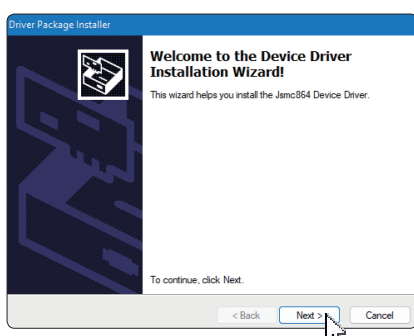 Driver Package Installer
Welcome to the Device Driver
Installation Wizard!
This wizard helps you install the Jsmc864 Device Driver.
To continue, click Next.
< Back
Next >
Cancel